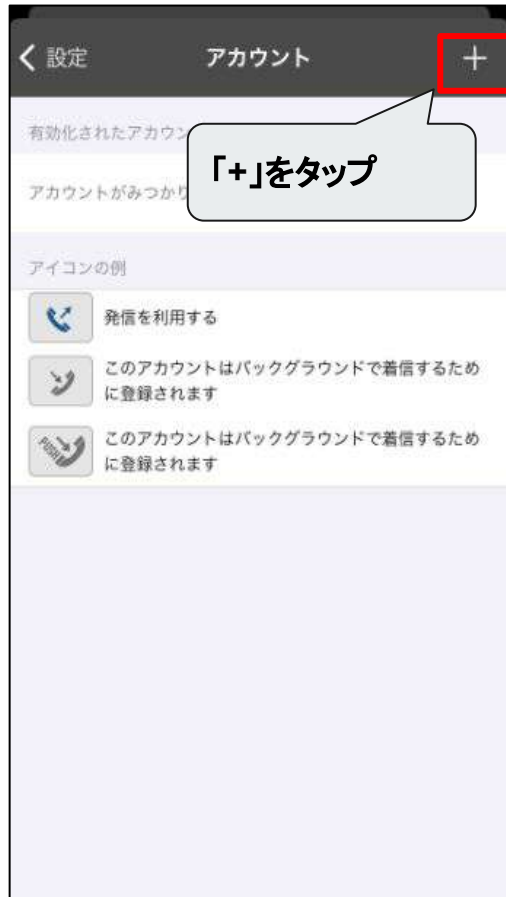 設定
アカウント
+
有効化されたアカウン
「+」をタップ
アカウントがみつかり
アイコンの例
発信を利用する
このアカウントはバックグラウンドで着信するため
に登録されます
PUSH
このアカウントはバックグラウンドで着信するため
に登録されます